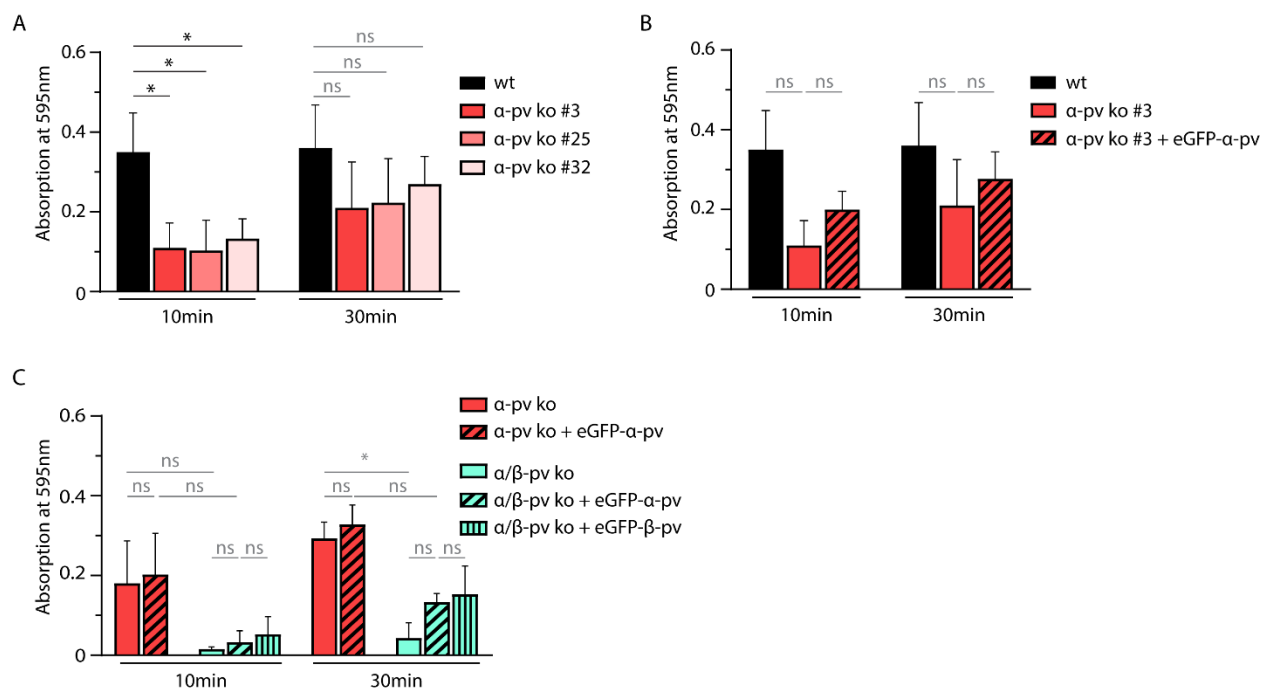 A
Absorption at 595nm
0.6
0.4
0.2
0
*
*
*
ns
ns
ns
10min
30min
wt
α-pv ko #3
α-pv ko #25
α-pv ko #32
B
Absorption at 595nm
0.6
0.4
0.2
0
ns ns
ns ns
10min
30min
wt
α-pv ko #3
α-pv ko #3 + eGFP-α-pv
C
Absorption at 595nm
0.6
0.4
0.2
0
ns
ns ns
ns ns
*
ns ns
ns ns
10min
30min
α-pv ko
α-pv ko + eGFP-α-pv
α/β-pv ko
α/β-pv ko + eGFP-α-pv
α/β-pv ko + eGFP-β-pv